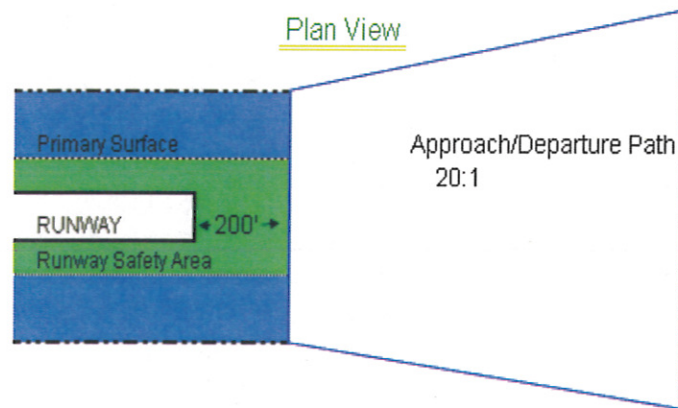 Plan View
Primary Surface
Approach/Departure Path
20:1
RUNWAY
200'
Runway Safety Area